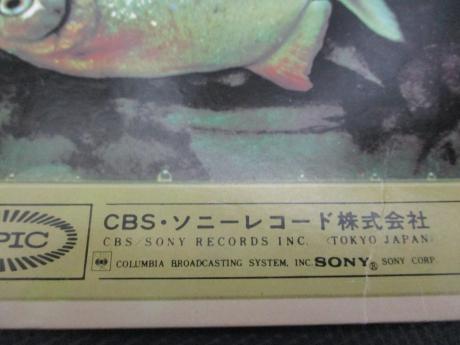 PIC
CBS・ソニーレコード株式会社
CBS/SONY RECORDS INC. (TOKYO JAPAN)
COLUMBIA BROADCASTING SYSTEM, INC. SONY® SONY CORP.